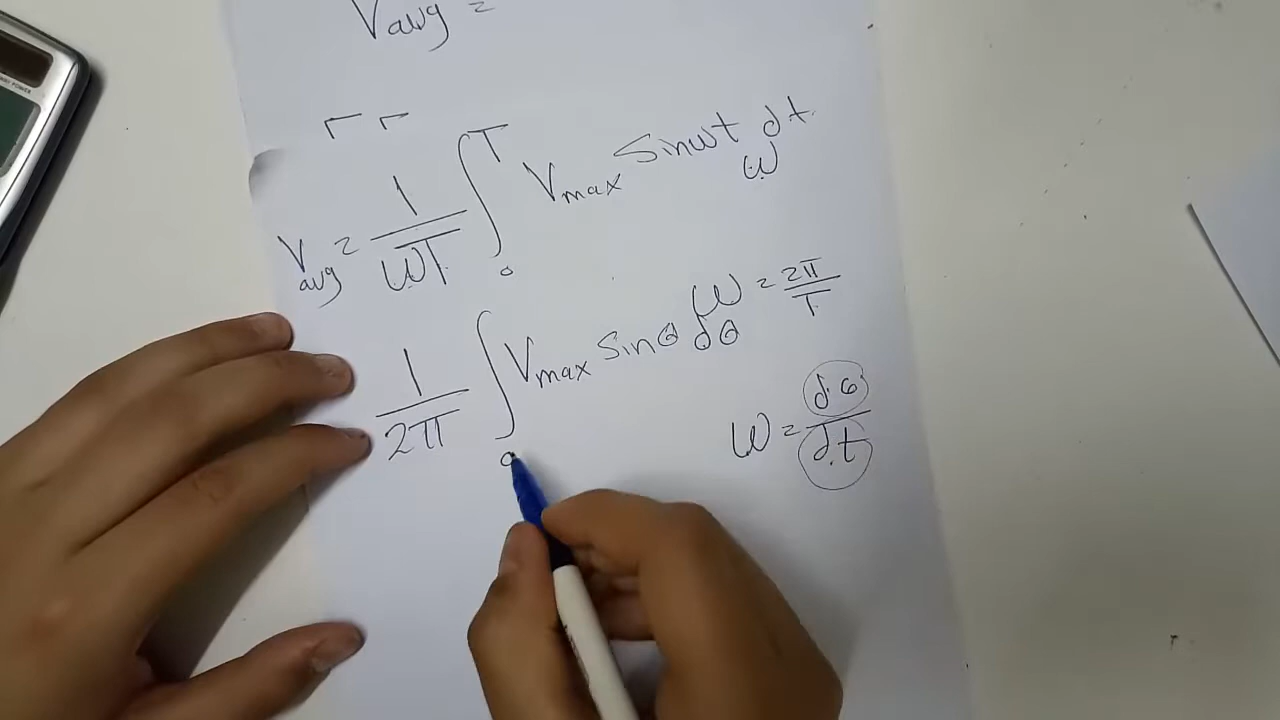 Vavg =
Vavg = 1/ωT ∫₀ᵀ Vmax sinωt dt
ω
ω = 2π/T
1/2π ∫₀ Vmax sinθ dθ
ω = dθ/dt